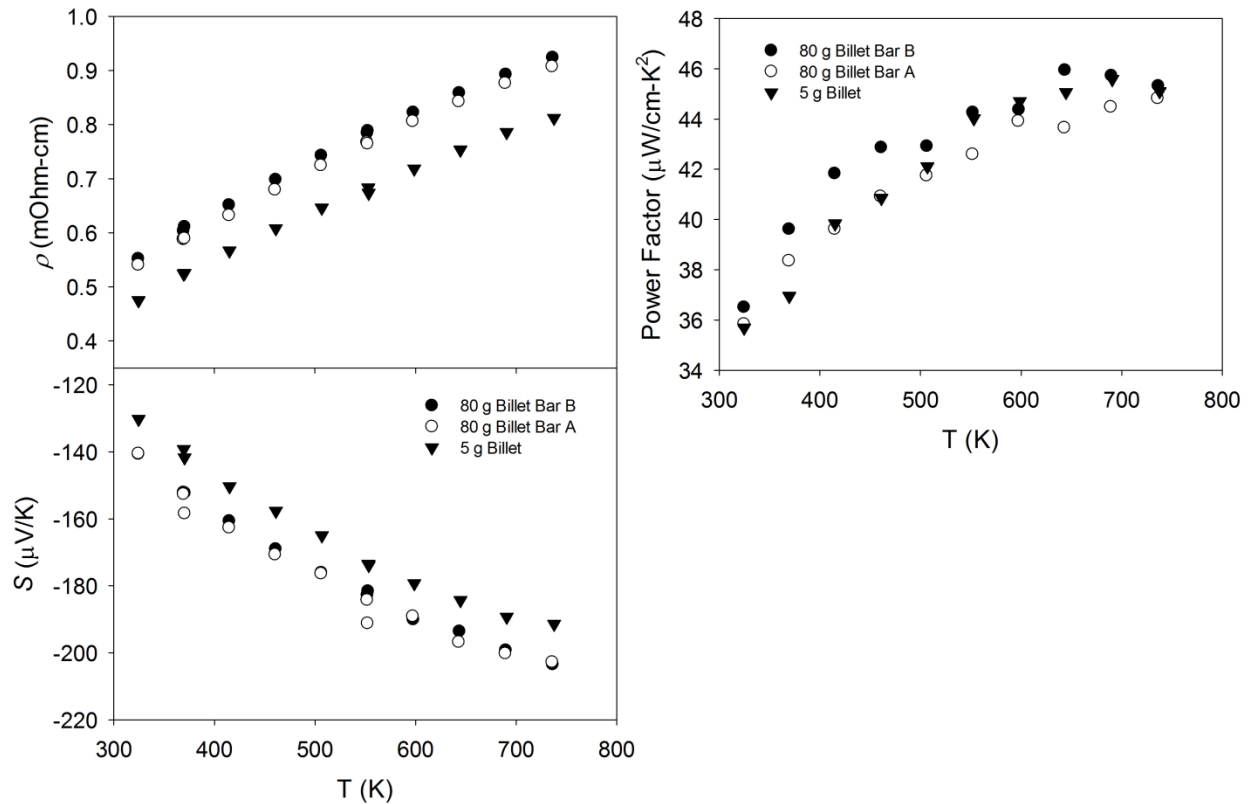 1.0
0.9
0.8
0.7
0.6
0.5
0.4
ρ (mOhm-cm)
-120
-140
-160
-180
-200
-220
S (μV/K)
80 g Billet Bar B
80 g Billet Bar A
5 g Billet
300 400 500 600 700 800
T (K)
48
46
44
42
40
38
36
34
Power Factor (μW/cm-K²)
80 g Billet Bar B
80 g Billet Bar A
5 g Billet
300 400 500 600 700 800
T (K)